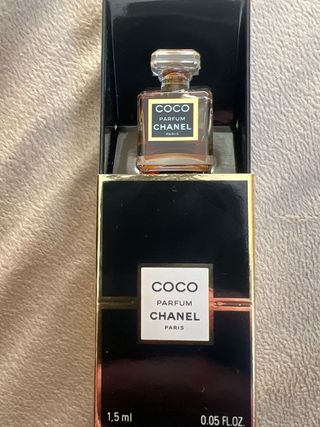 COCO
PARFUM
CHANEL
PARIS
COCO
PARFUM
CHANEL
PARIS
1,5 ml 0.05 FL.OZ.